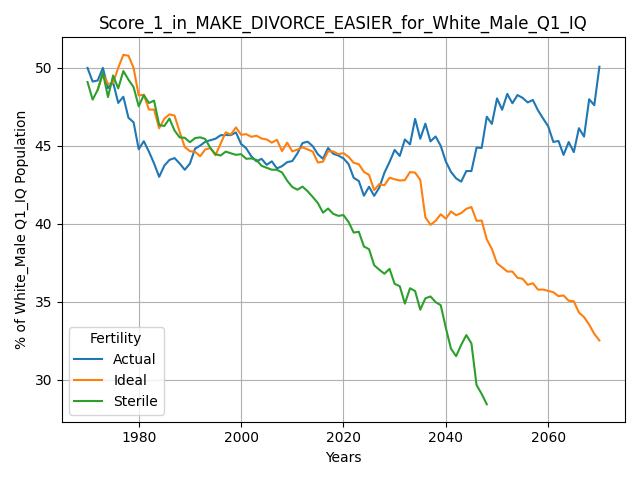 Score_1_in_MAKE_DIVORCE_EASIER_for_White_Male_Q1_IQ
% of White_Male Q1_IQ Population
50
45
40
35
30
Fertility
Actual
Ideal
Sterile
1980 2000 2020 2040 2060
Years